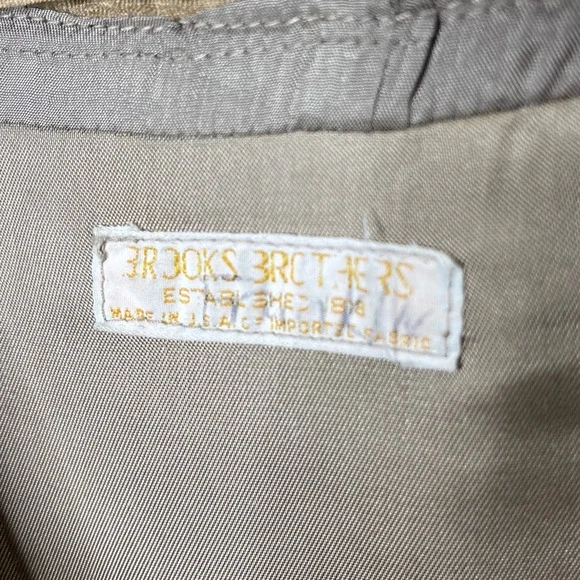 BROOKS BROTHERS
ESTABLISHED 1818
MADE IN U.S.A. OF IMPORTED FABRIC